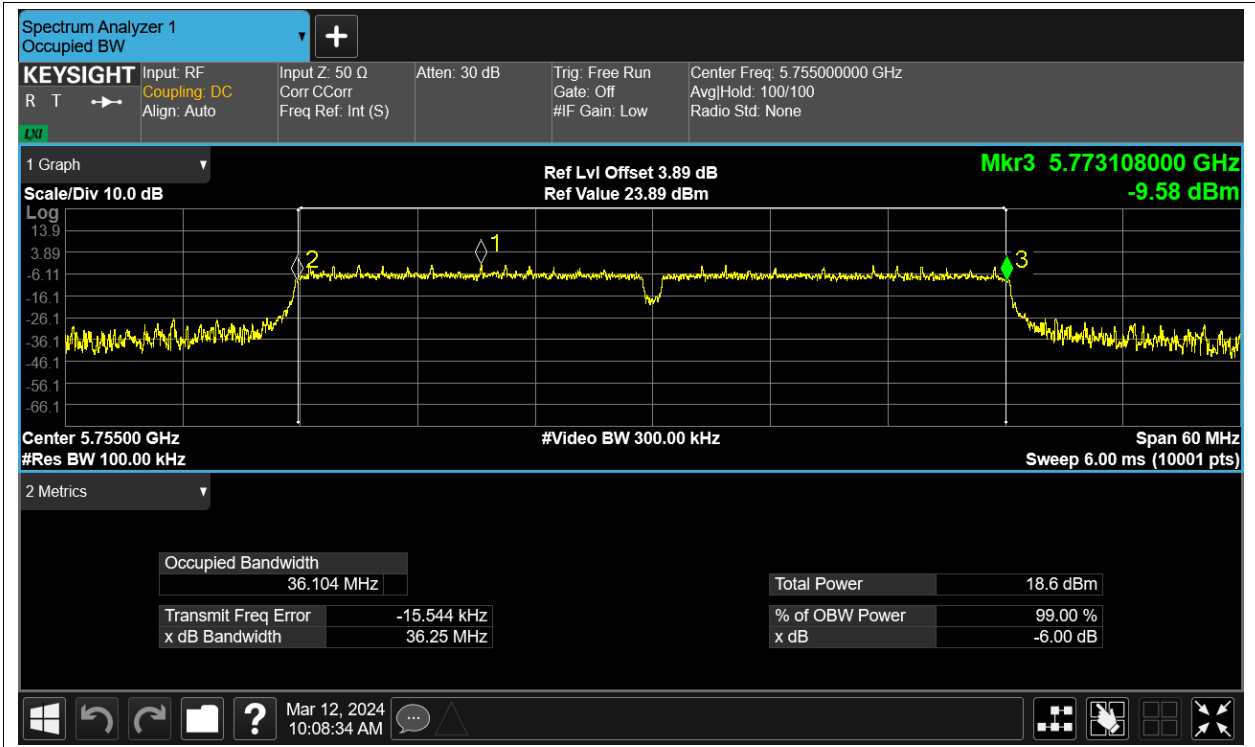 Spectrum Analyzer 1
Occupied BW
KEYSIGHT
R T
LXI
Input: RF
Coupling: DC
Align: Auto
Input Z: 50 Ω
Corr CCorr
Freq Ref: Int (S)
Atten: 30 dB
Trig: Free Run
Gate: Off
#IF Gain: Low
Center Freq: 5.755000000 GHz
Avg|Hold: 100/100
Radio Std: None
1 Graph
Scale/Div 10.0 dB
Ref Lvl Offset 3.89 dB
Ref Value 23.89 dBm
Mkr3 5.773108000 GHz
-9.58 dBm
Log
13.9
3.89
-6.11
-16.1
-26.1
-36.1
-46.1
-56.1
-66.1
2
1
3
Center 5.75500 GHz
#Res BW 100.00 kHz
#Video BW 300.00 kHz
Span 60 MHz
Sweep 6.00 ms (10001 pts)
2 Metrics
Occupied Bandwidth
36.104 MHz
Transmit Freq Error -15.544 kHz
x dB Bandwidth 36.25 MHz
Total Power 18.6 dBm
% of OBW Power 99.00 %
x dB -6.00 dB
?
Mar 12, 2024
10:08:34 AM